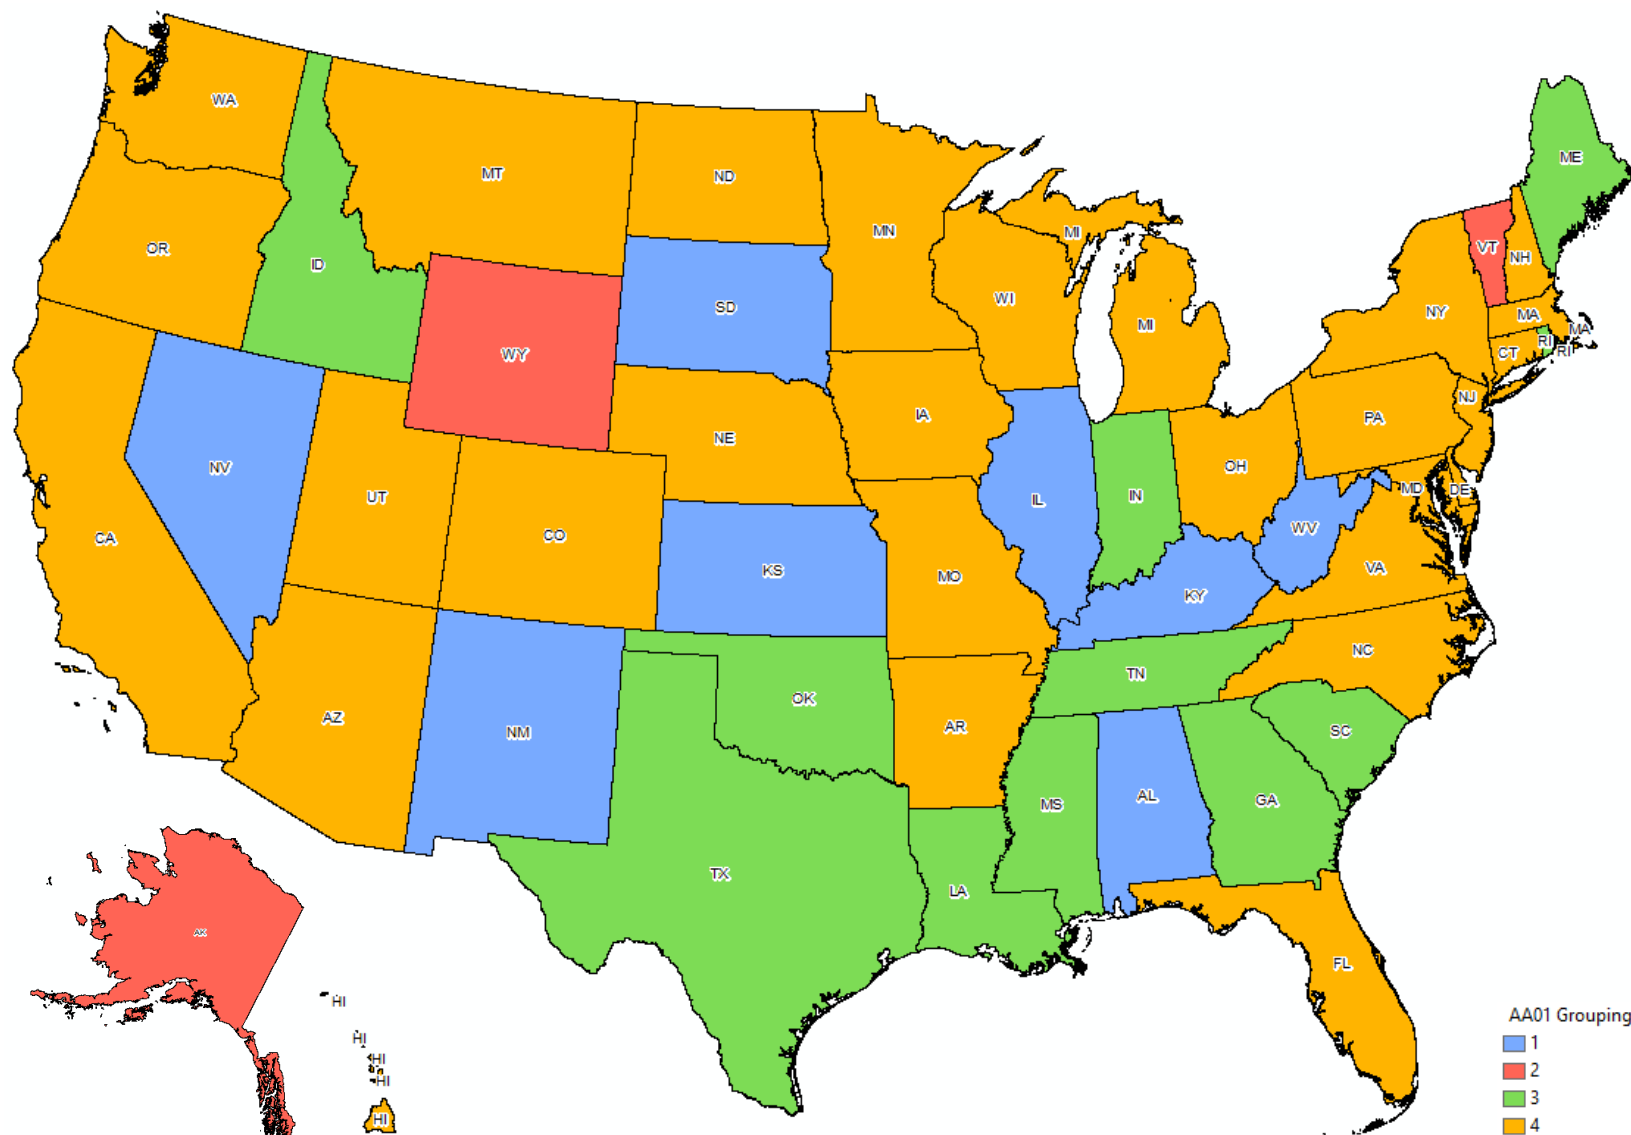 WA
MT
ND
MN
ME
OR
ID
MI
VT
NH
SD
WI
MI
NY
MA
MA
WY
RI
RI
CT
IA
NJ
NE
PA
NV
UT
OH
IL
IN
MD
DE
CA
CO
WV
KS
MO
VA
KY
NC
TN
OK
AZ
NM
AR
SC
MS
AL
GA
TX
LA
AK
FL
HI
HI
HI
HI
HI
AA01 Grouping
1
2
3
4